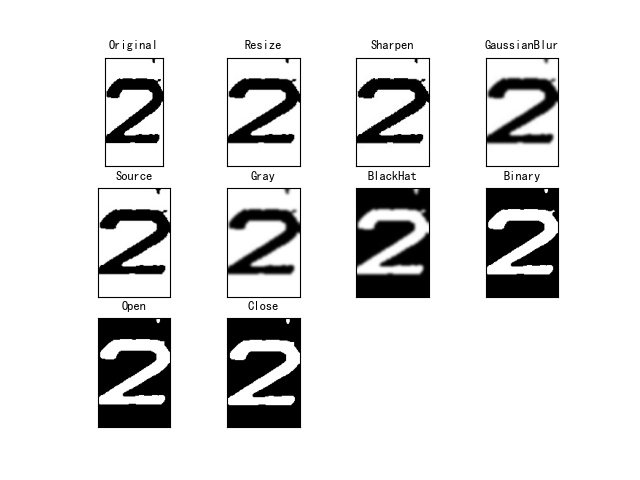 Original Resize Sharpen GaussianBlur
2 2 2 2
Source Gray BlackHat Binary
2 2 2 2
Open Close
2 2